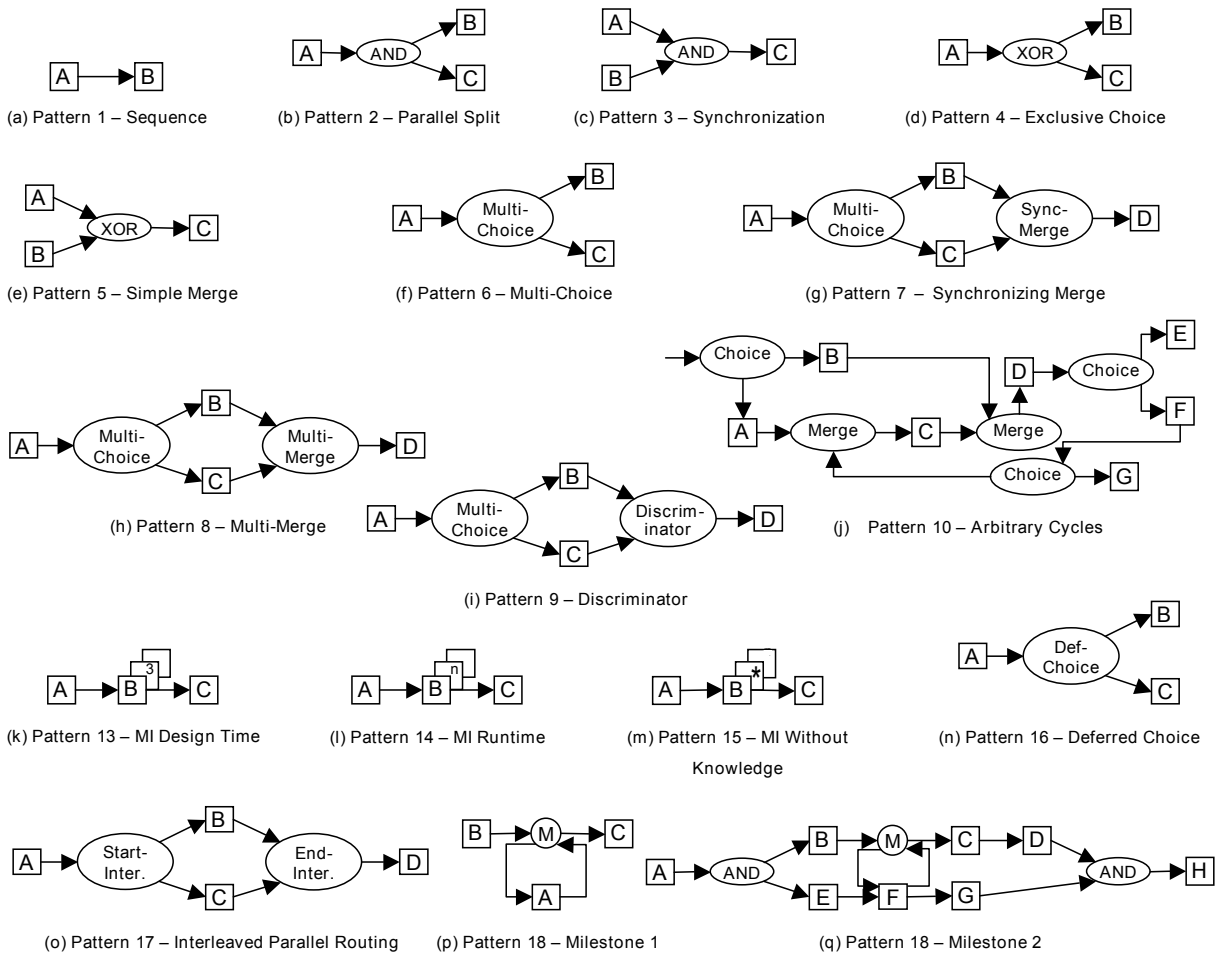 A
B
(a) Pattern 1 – Sequence
A
AND
B
C
(b) Pattern 2 – Parallel Split
A
B
AND
C
(c) Pattern 3 – Synchronization
A
XOR
B
C
(d) Pattern 4 – Exclusive Choice
A
B
XOR
C
(e) Pattern 5 – Simple Merge
A
Multi-
Choice
B
C
(f) Pattern 6 – Multi-Choice
A
Multi-
Choice
B
C
Sync-
Merge
D
(g) Pattern 7 – Synchronizing Merge
A
Multi-
Choice
B
C
Multi-
Merge
D
(h) Pattern 8 – Multi-Merge
A
Multi-
Choice
B
C
Discrim-
inator
D
(i) Pattern 9 – Discriminator
Choice
B
A
Merge
C
Merge
D
Choice
E
F
Choice
G
(j) Pattern 10 – Arbitrary Cycles
A
B
3
C
(k) Pattern 13 – MI Design Time
A
B
n
C
(l) Pattern 14 – MI Runtime
A
B
*
C
(m) Pattern 15 – MI Without
Knowledge
A
Def-
Choice
B
C
(n) Pattern 16 – Deferred Choice
A
Start-
Inter.
B
C
End-
Inter.
D
(o) Pattern 17 – Interleaved Parallel Routing
B
M
C
A
(p) Pattern 18 – Milestone 1
A
AND
B
M
C
D
E
F
G
AND
H
(q) Pattern 18 – Milestone 2